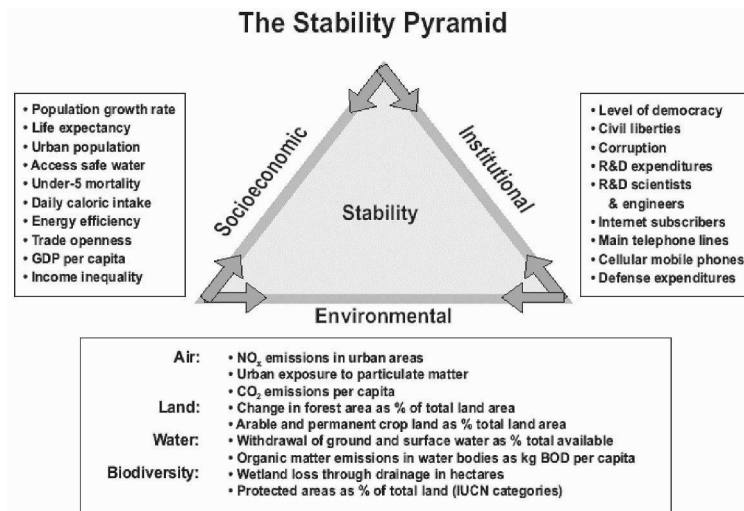 The Stability Pyramid
• Population growth rate
• Life expectancy
• Urban population
• Access safe water
• Under-5 mortality
• Daily caloric intake
• Energy efficiency
• Trade openness
• GDP per capita
• Income inequality
Socioeconomic
Stability
Institutional
• Level of democracy
• Civil liberties
• Corruption
• R&D expenditures
• R&D scientists
& engineers
• Internet subscribers
• Main telephone lines
• Cellular mobile phones
• Defense expenditures
Environmental
Air: • NOx emissions in urban areas
• Urban exposure to particulate matter
• CO2 emissions per capita
Land: • Change in forest area as % of total land area
• Arable and permanent crop land as % total land area
Water: • Withdrawal of ground and surface water as % total available
• Organic matter emissions in water bodies as kg BOD per capita
Biodiversity: • Wetland loss through drainage in hectares
• Protected areas as % of total land (IUCN categories)